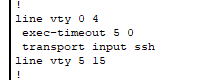 !
line vty 0 4
 exec-timeout 5 0
 transport input ssh
line vty 5 15
!